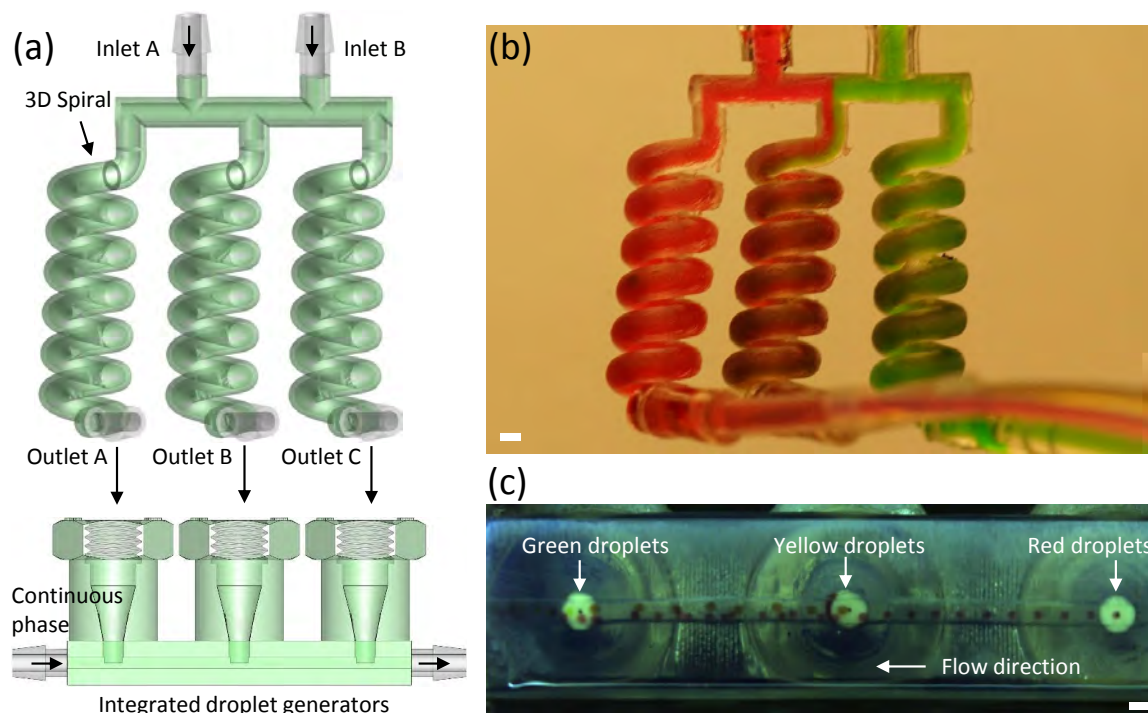 (a)
Inlet A
Inlet B
3D Spiral
Outlet A
Outlet B
Outlet C
Continuous
phase
Integrated droplet generators
(b)
(c)
Green droplets
Yellow droplets
Red droplets
Flow direction